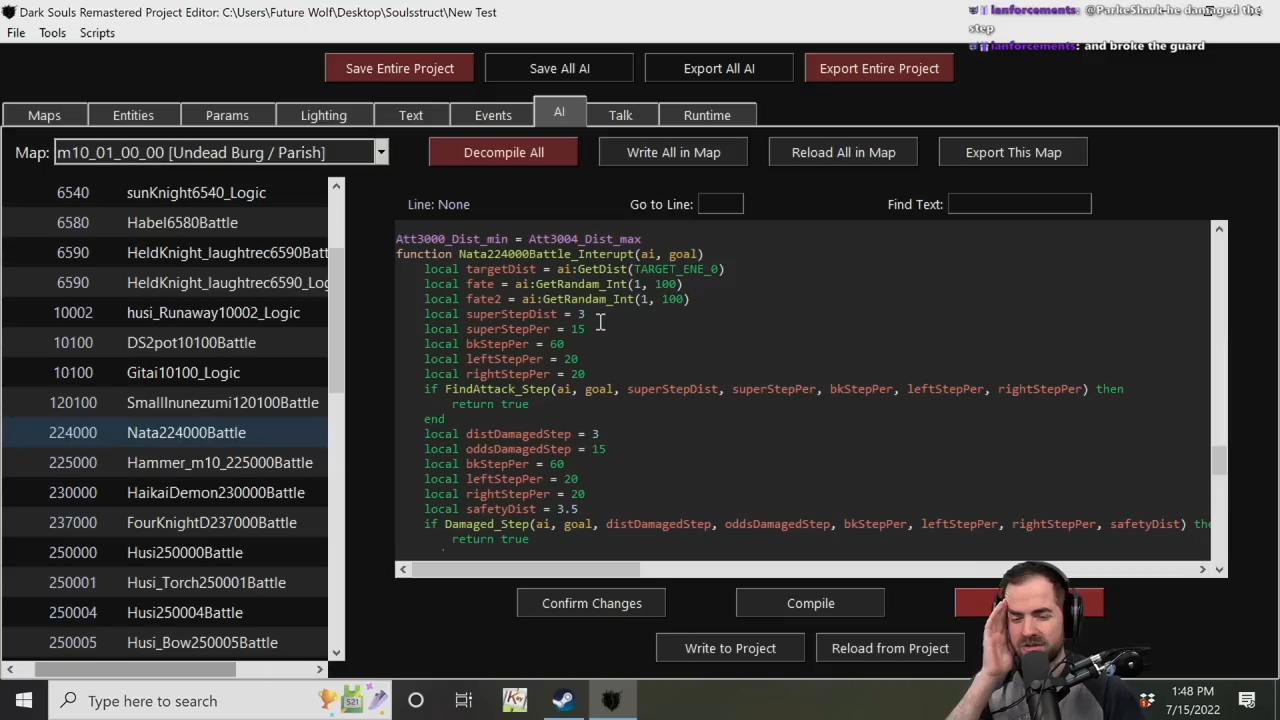 Dark Souls Remastered Project Editor: C:\Users\Future Wolf\Desktop\Soulsstruct\New Test
lanforcements: @ParkeShark he damaged the step
lanforcements: and broke the guard
File Tools Scripts
Save Entire Project Save All AI Export All AI Export Entire Project
Maps Entities Params Lighting Text Events AI Talk Runtime
Map: m10_01_00_00 [Undead Burg / Parish] Decompile All Write All in Map Reload All in Map Export This Map
Line: None Go to Line: Find Text:
6540 sunKnight6540_Logic
6580 Habel6580Battle
6590 HeldKnight_laughtrec6590Batt
6590 HeldKnight_laughtrec6590_Log
10002 husi_Runaway10002_Logic
10100 DS2pot10100Battle
10100 Gitai10100_Logic
120100 SmallInunezumi120100Battle
224000 Nata224000Battle
225000 Hammer_m10_225000Battle
230000 HaikaiDemon230000Battle
237000 FourKnightD237000Battle
250000 Husi250000Battle
250001 Husi_Torch250001Battle
250004 Husi250004Battle
250005 Husi_Bow250005Battle
Att3000_Dist_min = Att3004_Dist_max
function Nata224000Battle_Interupt(ai, goal)
local targetDist = ai:GetDist(TARGET_ENE_0)
local fate = ai:GetRandam_Int(1, 100)
local fate2 = ai:GetRandam_Int(1, 100)
local superStepDist = 3
local superStepPer = 15
local bkStepPer = 60
local leftStepPer = 20
local rightStepPer = 20
if FindAttack_Step(ai, goal, superStepDist, superStepPer, bkStepPer, leftStepPer, rightStepPer) then
return true
end
local distDamagedStep = 3
local oddsDamagedStep = 15
local bkStepPer = 60
local leftStepPer = 20
local rightStepPer = 20
local safetyDist = 3.5
if Damaged_Step(ai, goal, distDamagedStep, oddsDamagedStep, bkStepPer, leftStepPer, rightStepPer, safetyDist) the
return true
Confirm Changes Compile
Write to Project Reload from Project
Type here to search
521
Key
1:48 PM
7/15/2022